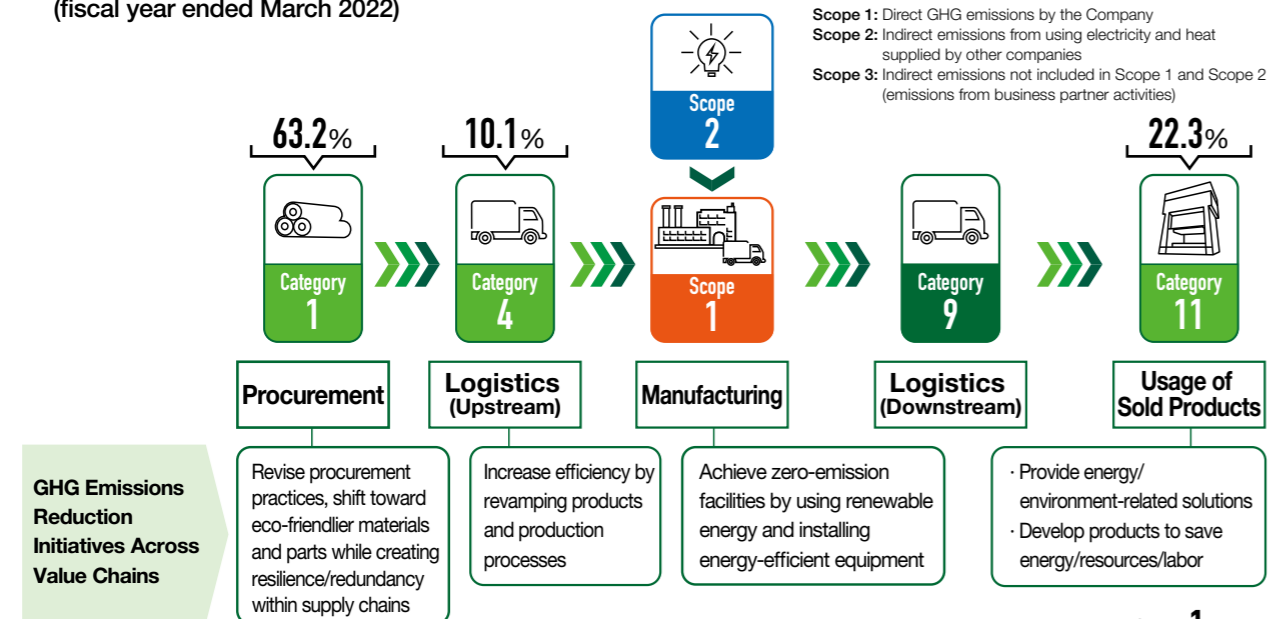 (fiscal year ended March 2022)
Scope 1: Direct GHG emissions by the Company
Scope 2: Indirect emissions from using electricity and heat
supplied by other companies
Scope 3: Indirect emissions not included in Scope 1 and Scope 2
(emissions from business partner activities)
Scope
2
63.2%
10.1%
22.3%
Category
1
Category
4
Scope
1
Category
9
Category
11
Procurement
Logistics
(Upstream)
Manufacturing
Logistics
(Downstream)
Usage of
Sold Products
GHG Emissions
Reduction
Initiatives Across
Value Chains
Revise procurement
practices, shift toward
eco-friendlier materials
and parts while creating
resilience/redundancy
within supply chains
Increase efficiency by
revamping products
and production
processes
Achieve zero-emission
facilities by using renewable
energy and installing
energy-efficient equipment
· Provide energy/
environment-related solutions
· Develop products to save
energy/resources/labor